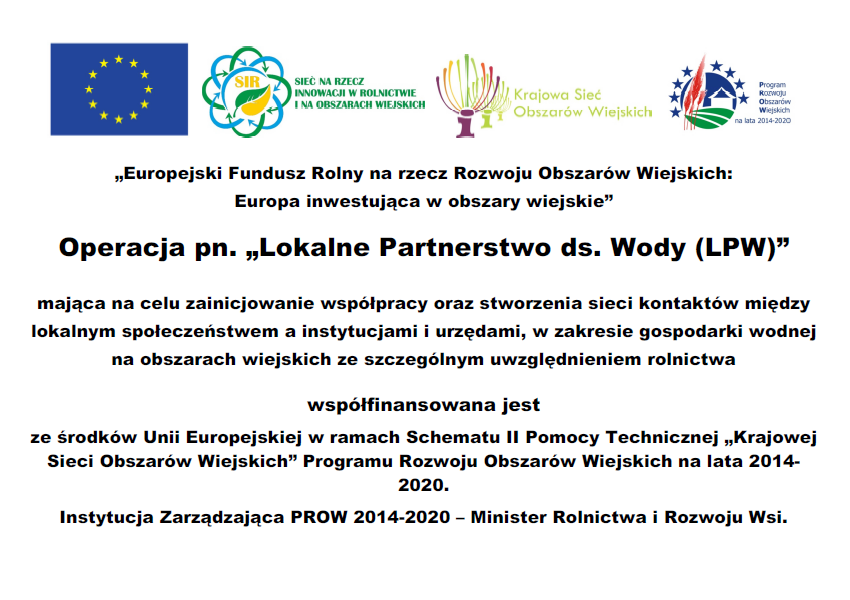 SIR
SIEĆ NA RZECZ
INNOWACJI W ROLNICTWIE
I NA OBSZARACH WIEJSKICH
Krajowa Sieć
Obszarów Wiejskich
Program
Rozwoju
Obszarów
Wiejskich
na lata 2014-2020
„Europejski Fundusz Rolny na rzecz Rozwoju Obszarów Wiejskich:
Europa inwestująca w obszary wiejskie”
Operacja pn. „Lokalne Partnerstwo ds. Wody (LPW)”
mająca na celu zainicjowanie współpracy oraz stworzenia sieci kontaktów między
lokalnym społeczeństwem a instytucjami i urzędami, w zakresie gospodarki wodnej
na obszarach wiejskich ze szczególnym uwzględnieniem rolnictwa
współfinansowana jest
ze środków Unii Europejskiej w ramach Schematu II Pomocy Technicznej „Krajowej
Sieci Obszarów Wiejskich” Programu Rozwoju Obszarów Wiejskich na lata 2014-
2020.
Instytucja Zarządzająca PROW 2014-2020 – Minister Rolnictwa i Rozwoju Wsi.